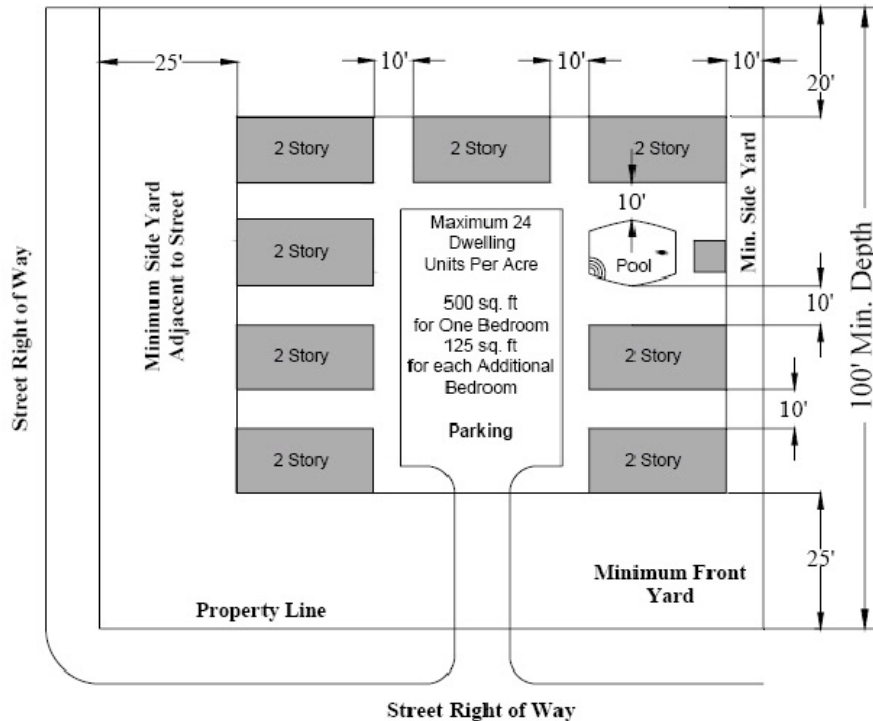 25'
10'
10'
10'
20'
2 Story
2 Story
2 Story
10'
Street Right of Way
Minimum Side Yard
Adjacent to Street
2 Story
Maximum 24
Dwelling
Units Per Acre
500 sq. ft
for One Bedroom
125 sq. ft
for each Additional
Bedroom
Parking
Pool
Min. Side Yard
10'
100' Min. Depth
2 Story
2 Story
10'
2 Story
2 Story
25'
Minimum Front
Yard
Property Line
Street Right of Way